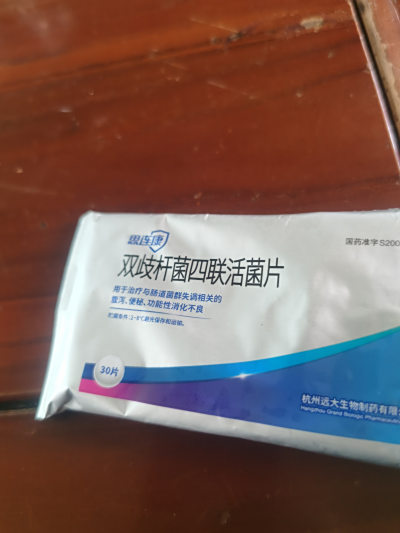 思连康
国药准字S200
双歧杆菌四联活菌片
用于治疗与肠道菌群失调相关的
腹泻、便秘、功能性消化不良
贮藏条件:2-8℃避光保存和运输。
30片
杭州远大生物制药有限
Hangzhou Grand Biologic Pharmaceutical